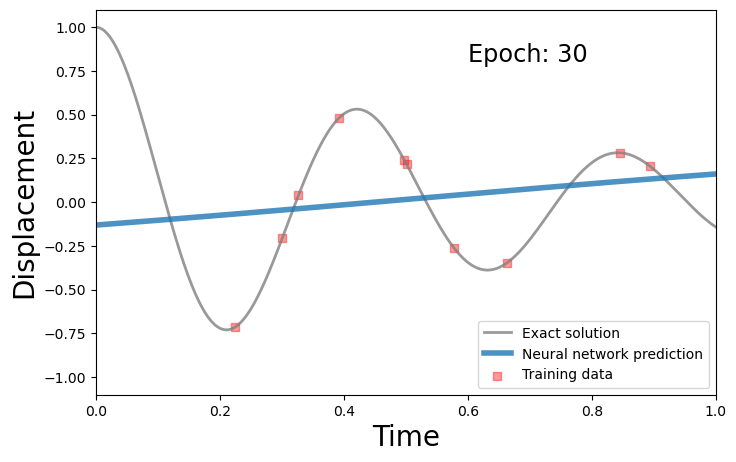 Epoch: 30
1.00
0.75
0.50
0.25
0.00
−0.25
−0.50
−0.75
−1.00
Displacement
Exact solution
Neural network prediction
Training data
0.0 0.2 0.4 0.6 0.8 1.0
Time